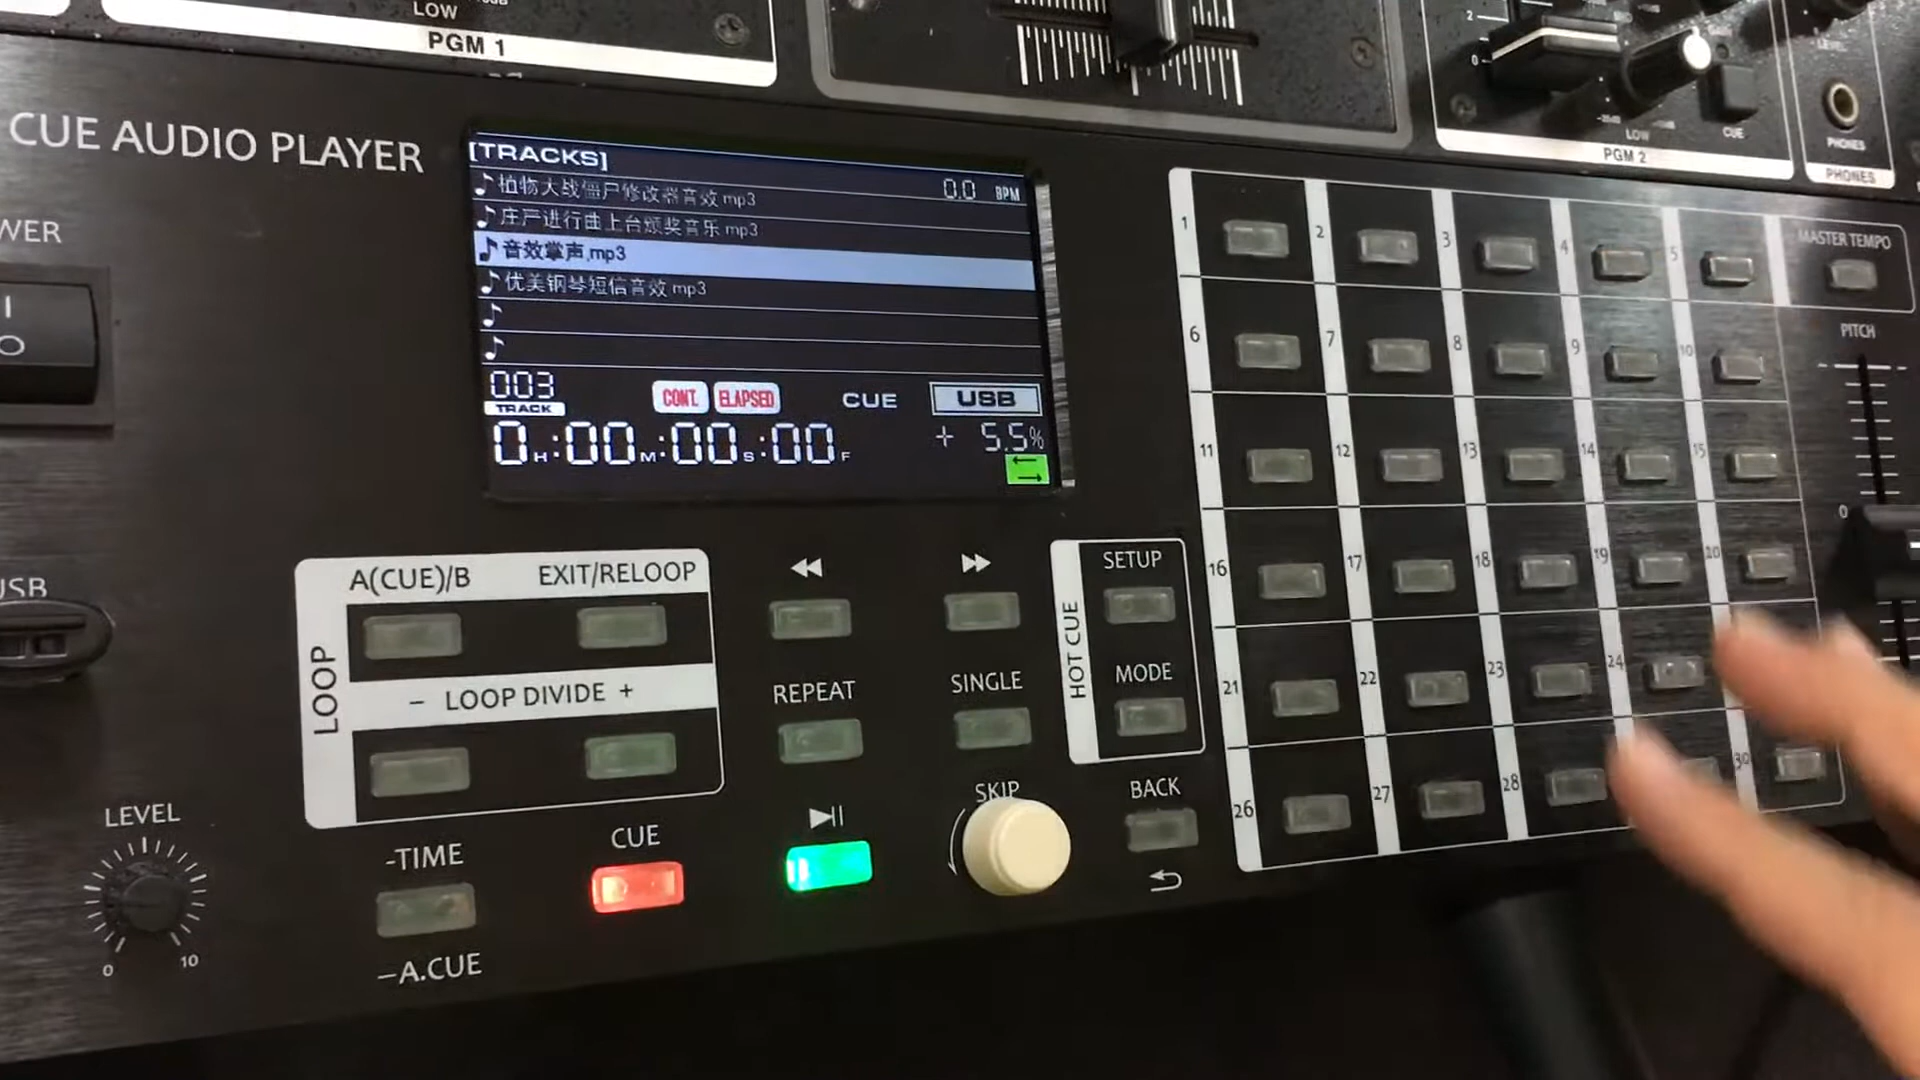 LOW
PGM 1
2
0
LOW
CUE
PGM 2
LEVEL
PHONES
PHONES
CUE AUDIO PLAYER
[TRACKS]
植物大战僵尸修改器音效.mp3
0.0 BPM
庄严进行曲上台颁奖音乐.mp3
音效掌声.mp3
优美钢琴短信音效.mp3
003
TRACK
CONT.
ELAPSED
CUE
USB
0H:00M:00S:00F
+ 5.5%
WER
I
O
USB
LOOP
A(CUE)/B
EXIT/RELOOP
- LOOP DIVIDE +
REPEAT
SINGLE
HOT CUE
SETUP
MODE
SKIP
BACK
LEVEL
0
10
-TIME
-A.CUE
CUE
1 2 3 4 5
6 7 8 9 10
11 12 13 14 15
16 17 18 19 20
21 22 23 24
26 27 28 30
MASTER TEMPO
PITCH
0